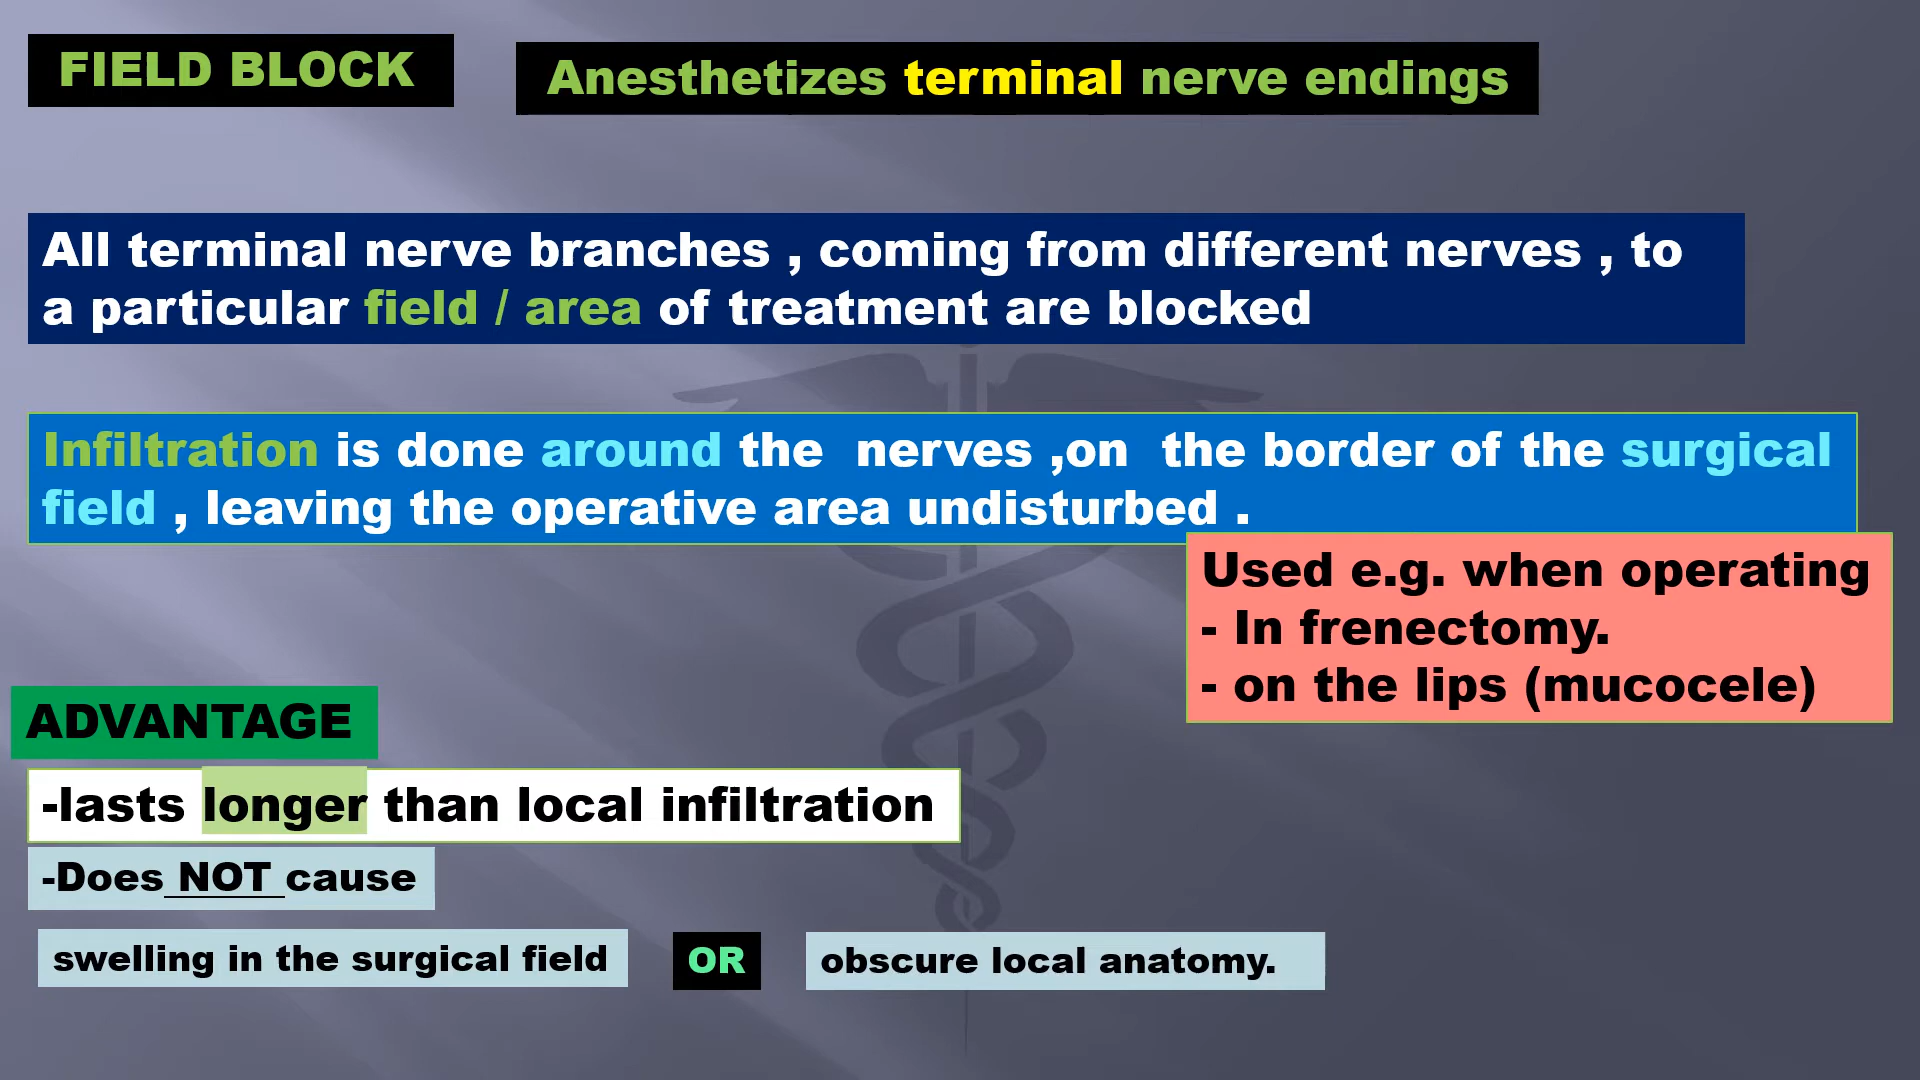 FIELD BLOCK
Anesthetizes terminal nerve endings
All terminal nerve branches , coming from different nerves , to
a particular field / area of treatment are blocked
Infiltration is done around the nerves ,on the border of the surgical
field , leaving the operative area undisturbed .
Used e.g. when operating
- In frenectomy.
- on the lips (mucocele)
ADVANTAGE
-lasts longer than local infiltration
-Does NOT cause
swelling in the surgical field
OR
obscure local anatomy.